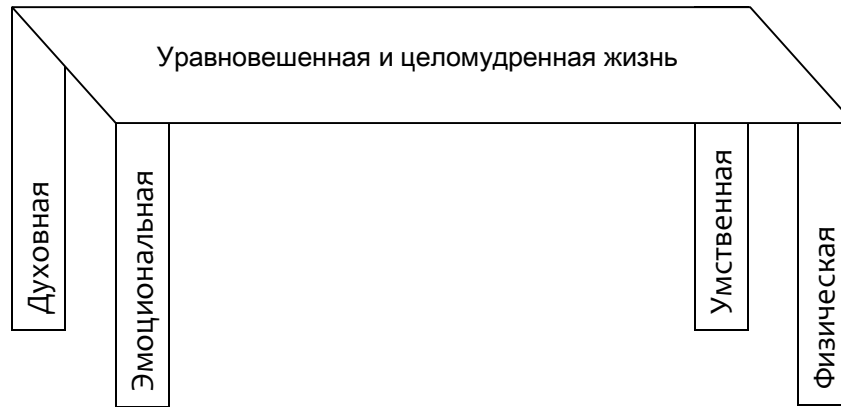 Уравновешенная и целомудренная жизнь
Духовная
Эмоциональная
Умственная
Физическая